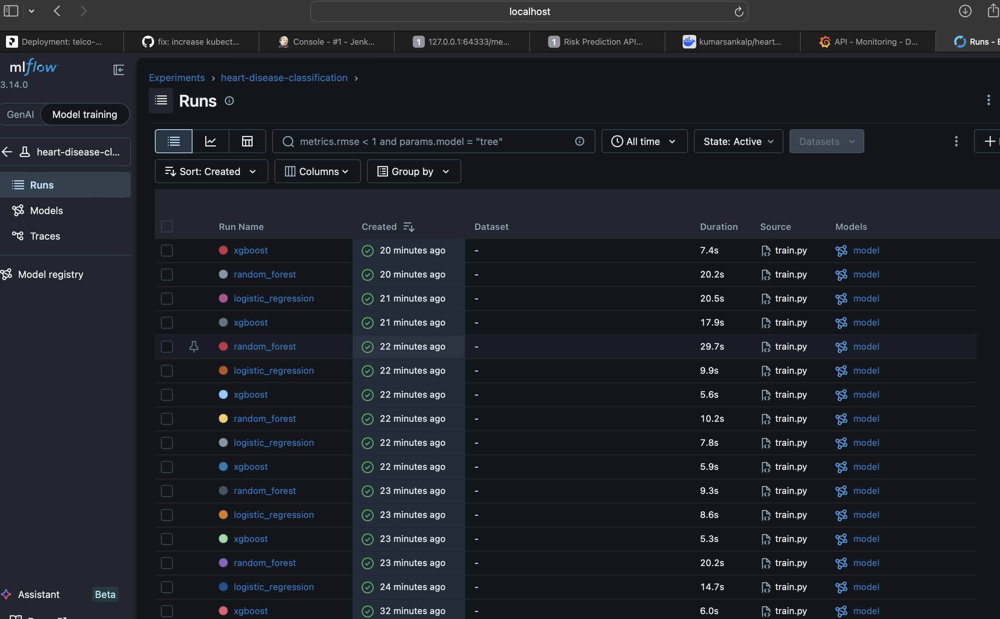 localhost
Deployment: telco-...
fix: increase kubect...
Console - #1 - Jenk...
1 127.0.0.1:64333/me...
1 Risk Prediction API...
kumarsankalp/heart...
API - Monitoring - D...
Runs - E
mlflow
3.14.0
GenAI
Model training
heart-disease-cl...
Runs
Models
Traces
Model registry
Assistant Beta
Experiments › heart-disease-classification ›
Runs
metrics.rmse < 1 and params.model = "tree"
All time
State: Active
Datasets
Sort: Created
Columns
Group by
Run Name Created Dataset Duration Source Models
xgboost 20 minutes ago - 7.4s train.py model
random_forest 20 minutes ago - 20.2s train.py model
logistic_regression 21 minutes ago - 20.5s train.py model
xgboost 21 minutes ago - 17.9s train.py model
random_forest 22 minutes ago - 29.7s train.py model
logistic_regression 22 minutes ago - 9.9s train.py model
xgboost 22 minutes ago - 5.6s train.py model
random_forest 22 minutes ago - 10.2s train.py model
logistic_regression 22 minutes ago - 7.8s train.py model
xgboost 22 minutes ago - 5.9s train.py model
random_forest 23 minutes ago - 9.3s train.py model
logistic_regression 23 minutes ago - 8.6s train.py model
xgboost 23 minutes ago - 5.3s train.py model
random_forest 23 minutes ago - 20.2s train.py model
logistic_regression 24 minutes ago - 14.7s train.py model
xgboost 32 minutes ago - 6.0s train.py model